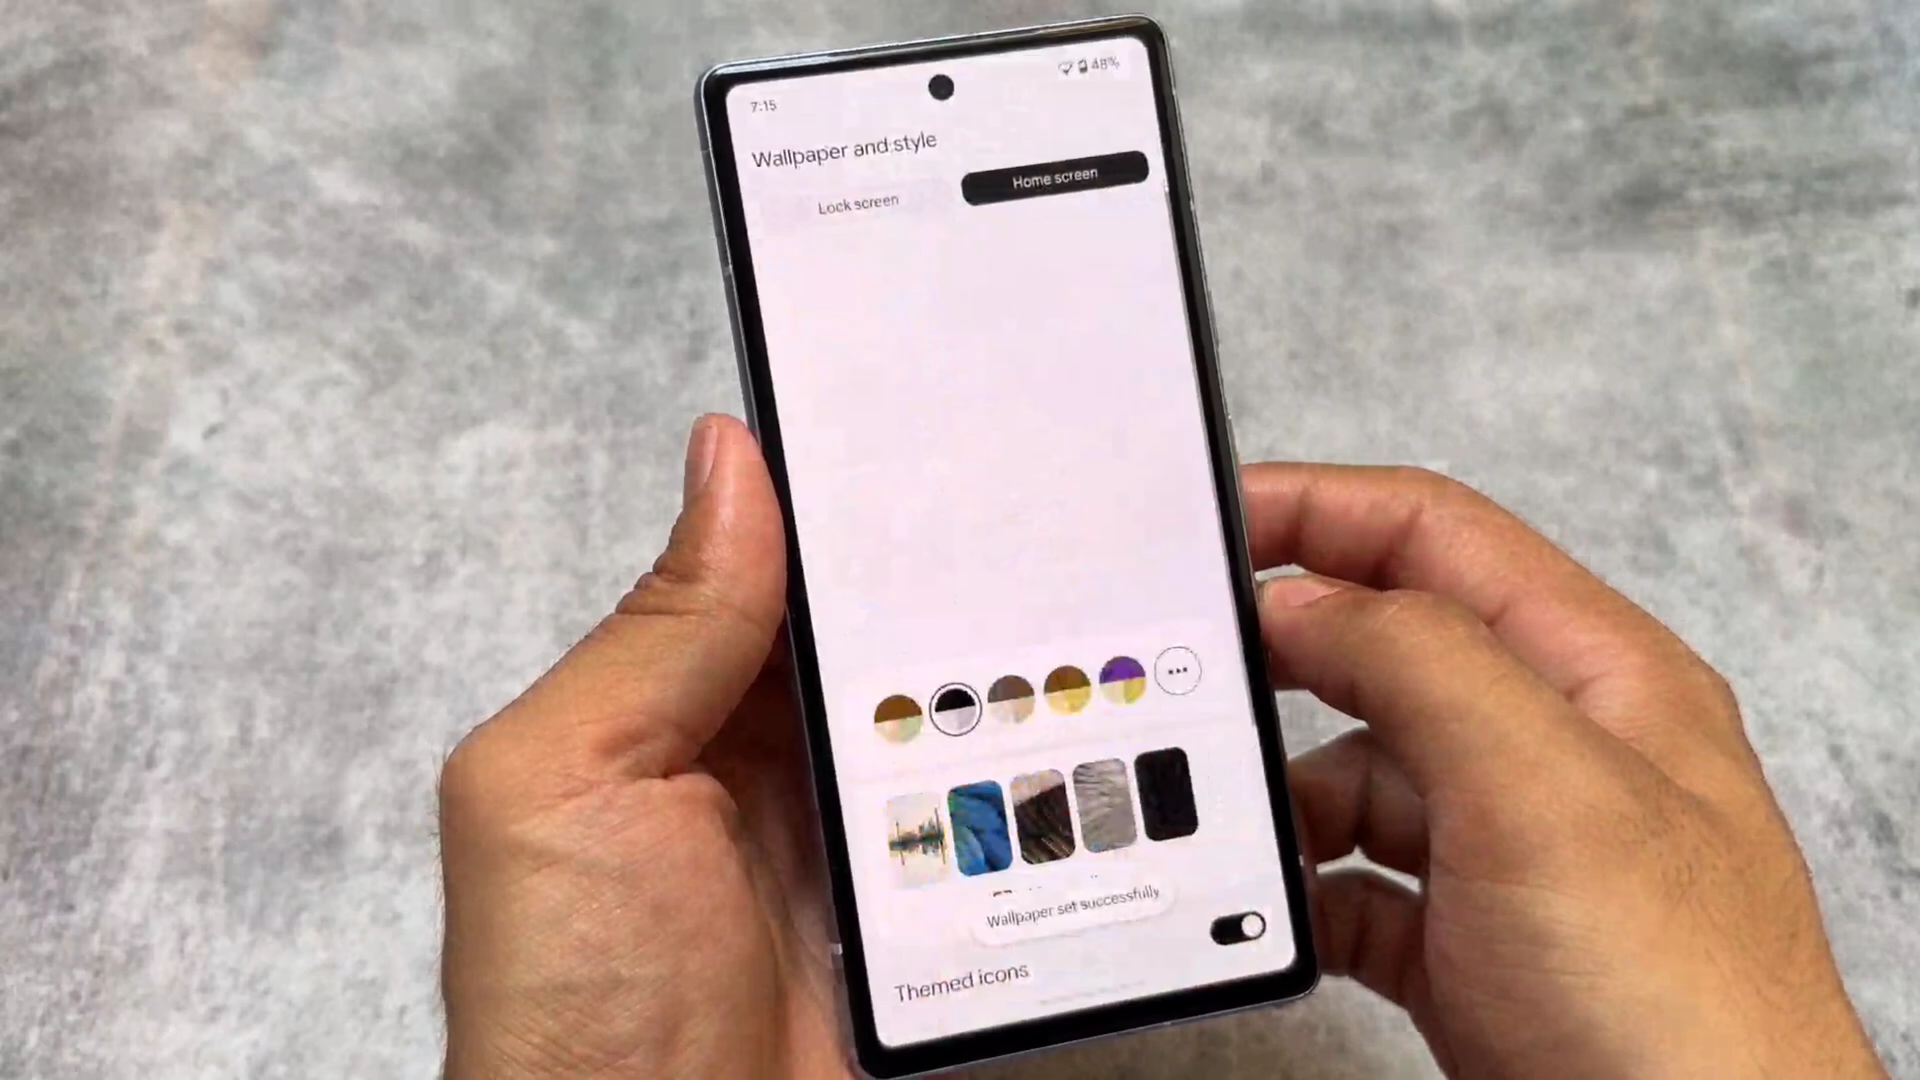 7:15
48%
Wallpaper and style
Lock screen
Home screen
Wallpaper set successfully
Themed icons